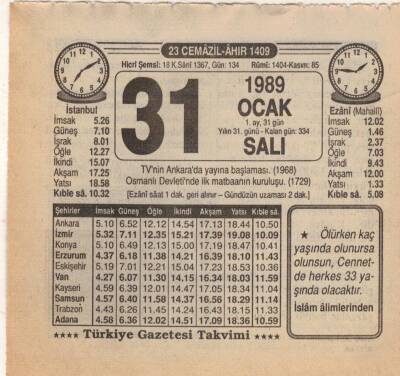 23 CEMÂZİL-ÂHIR 1409
Hicrî Şemsî: 18 K.Sânî 1367, Gün: 134 Rûmî: 1404-Kasım: 85
İstanbul
İmsak 5.26
Güneş 7.10
İşrak 8.01
Öğle 12.27
İkindi 15.07
Akşam 17.25
Yatsı 18.58
Kıble sâ. 10.32
31
1989
OCAK
1. ay, 31 gün
Yılın 31. günü - Kalan gün: 334
SALI
Ezânî (Mahallî)
İmsak 12.02
Güneş 1.46
İsrak 2.37
Öğle 7.03
İkindi 9.43
Akşam 12.00
Yatsı 1.33
Kıble sâ. 5.08
TV'nin Ankara'da yayına başlaması. (1968)
Osmanlı Devleti'nde ilk matbaanın kuruluşu. (1729)
[Ezânî sâat 1 dak. geri alınır – Gündüzün uzaması 2 dak.]
Şehirler İmsak Güneş Öğle İkindi Akşam Yatsı Kıble sâ.
Ankara 5.10 6.52 12.12 14.54 17.13 18.44 10.50
İzmir 5.32 7.11 12.35 15.21 17.39 19.08 10.09
Konya 5.10 6.49 12.13 15.00 17.19 18.47 10.41
Erzurum 4.37 6.18 11.38 14.21 16.39 18.10 11.43
Eskişehir 5.19 7.01 12.21 15.04 17.23 18.53 10.36
Van 4.27 6.07 11.30 14.15 16.34 18.03 11.59
Kayseri 4.59 6.39 12.01 14.47 17.05 18.34 11.04
Samsun 4.57 6.40 11.58 14.37 16.56 18.29 11.14
Trabzon 4.43 6.26 11.45 14.24 16.43 18.15 11.33
Adana 4.58 6.36 12.02 14.51 17.09 18.36 10.59
★ Ölürken kaç
yaşında olunursa
olunsun, Cennet-
de herkes 33 ya-
şında olacaktır.
İslâm âlimlerinden
★★★★ Türkiye Gazetesi Takvimi ★★★★